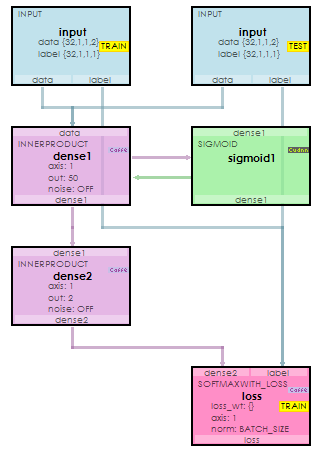 INPUT
input
data {32,1,1,2}
label {32,1,1,1}
TRAIN
data label
INPUT
input
data {32,1,1,2}
label {32,1,1,1}
TEST
data label
data
INNERPRODUCT
dense1
Caffe
axis: 1
out: 50
noise: OFF
dense1
dense1
SIGMOID
sigmoid1
Cudnn
dense1
dense1
INNERPRODUCT
dense2
Caffe
axis: 1
out: 2
noise: OFF
dense2
dense2 label
SOFTMAXWITH_LOSS
loss
Caffe
loss_wt: {}
TRAIN
axis: 1
norm: BATCH_SIZE
loss